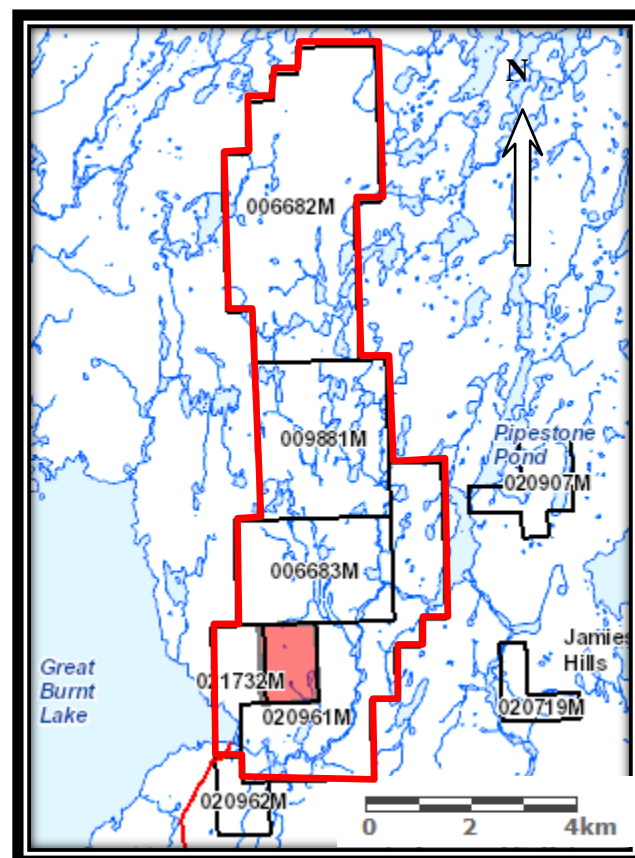 N
006682M
009881M
Pipestone
Pond
020907M
006683M
Jamies
Hills
Great
Burnt
Lake
021732M
020961M
020719M
020962M
0 2 4km